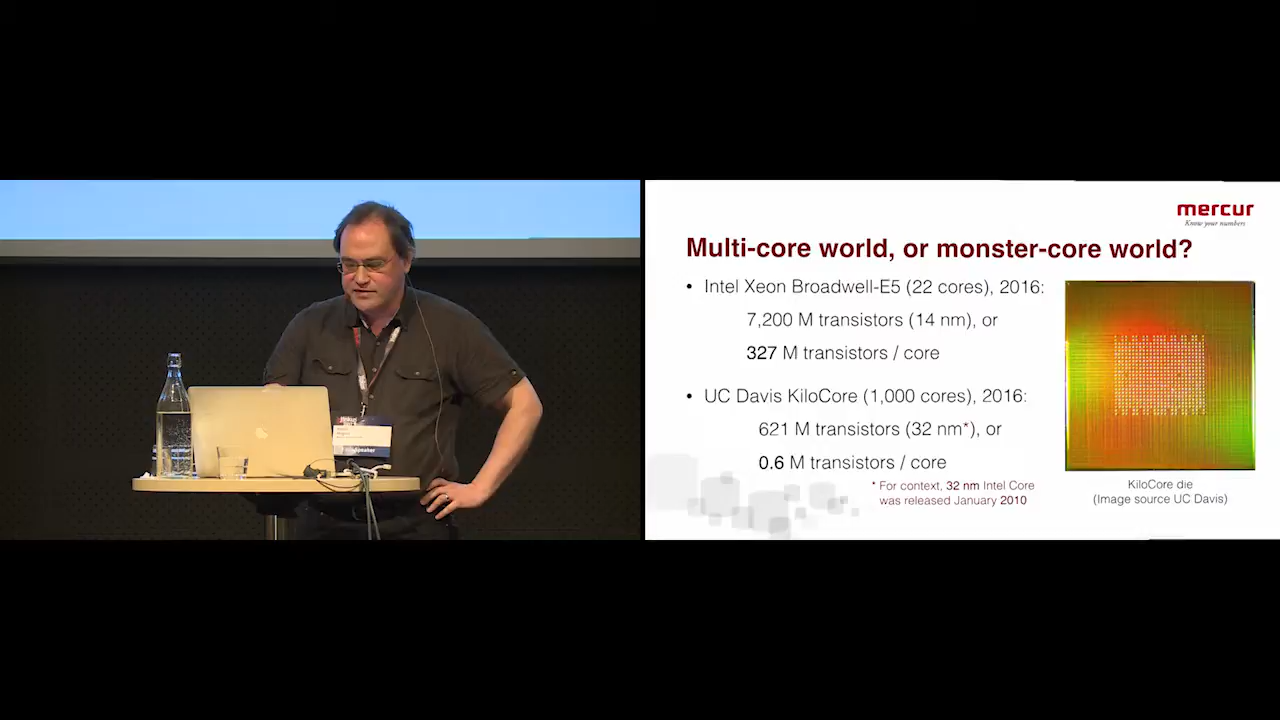 mercur
Know your numbers
Multi-core world, or monster-core world?
• Intel Xeon Broadwell-E5 (22 cores), 2016:
7,200 M transistors (14 nm), or
327 M transistors / core
• UC Davis KiloCore (1,000 cores), 2016:
621 M transistors (32 nm*), or
0.6 M transistors / core
* For context, 32 nm Intel Core
was released January 2010
KiloCore die
(Image source UC Davis)
Speaker